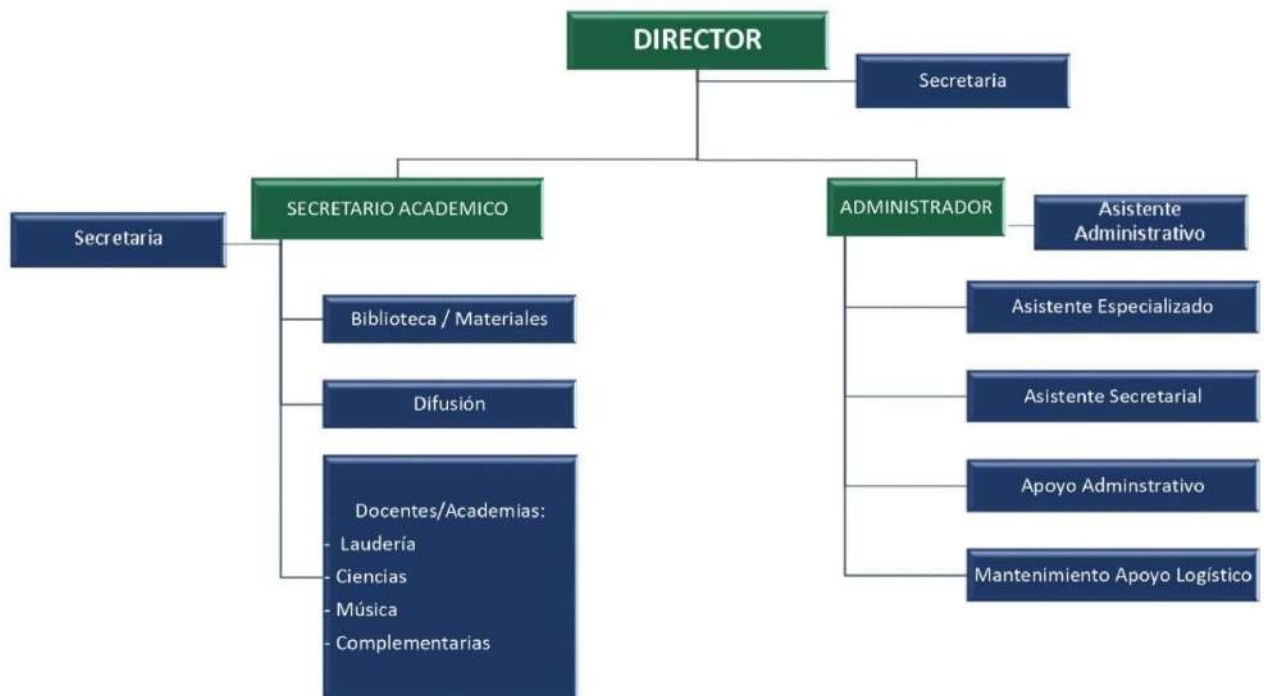 DIRECTOR
Secretaria
SECRETARIO ACADEMICO
ADMINISTRADOR
Asistente
Administrativo
Secretaria
Biblioteca / Materiales
Asistente Especializado
Difusión
Asistente Secretarial
Docentes/Academias:
- Laudería
- Ciencias
- Música
- Complementarias
Apoyo Adminstrativo
Mantenimiento Apoyo Logístico